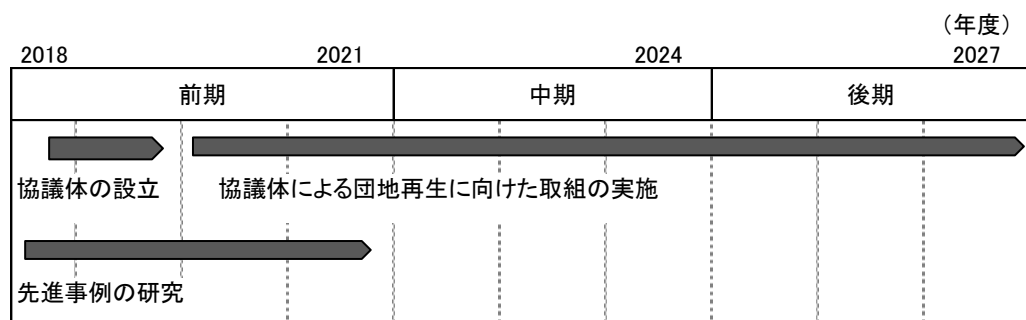 （年度）
2018 2021 2024 2027
前期 中期 後期
協議体の設立 協議体による団地再生に向けた取組の実施
先進事例の研究